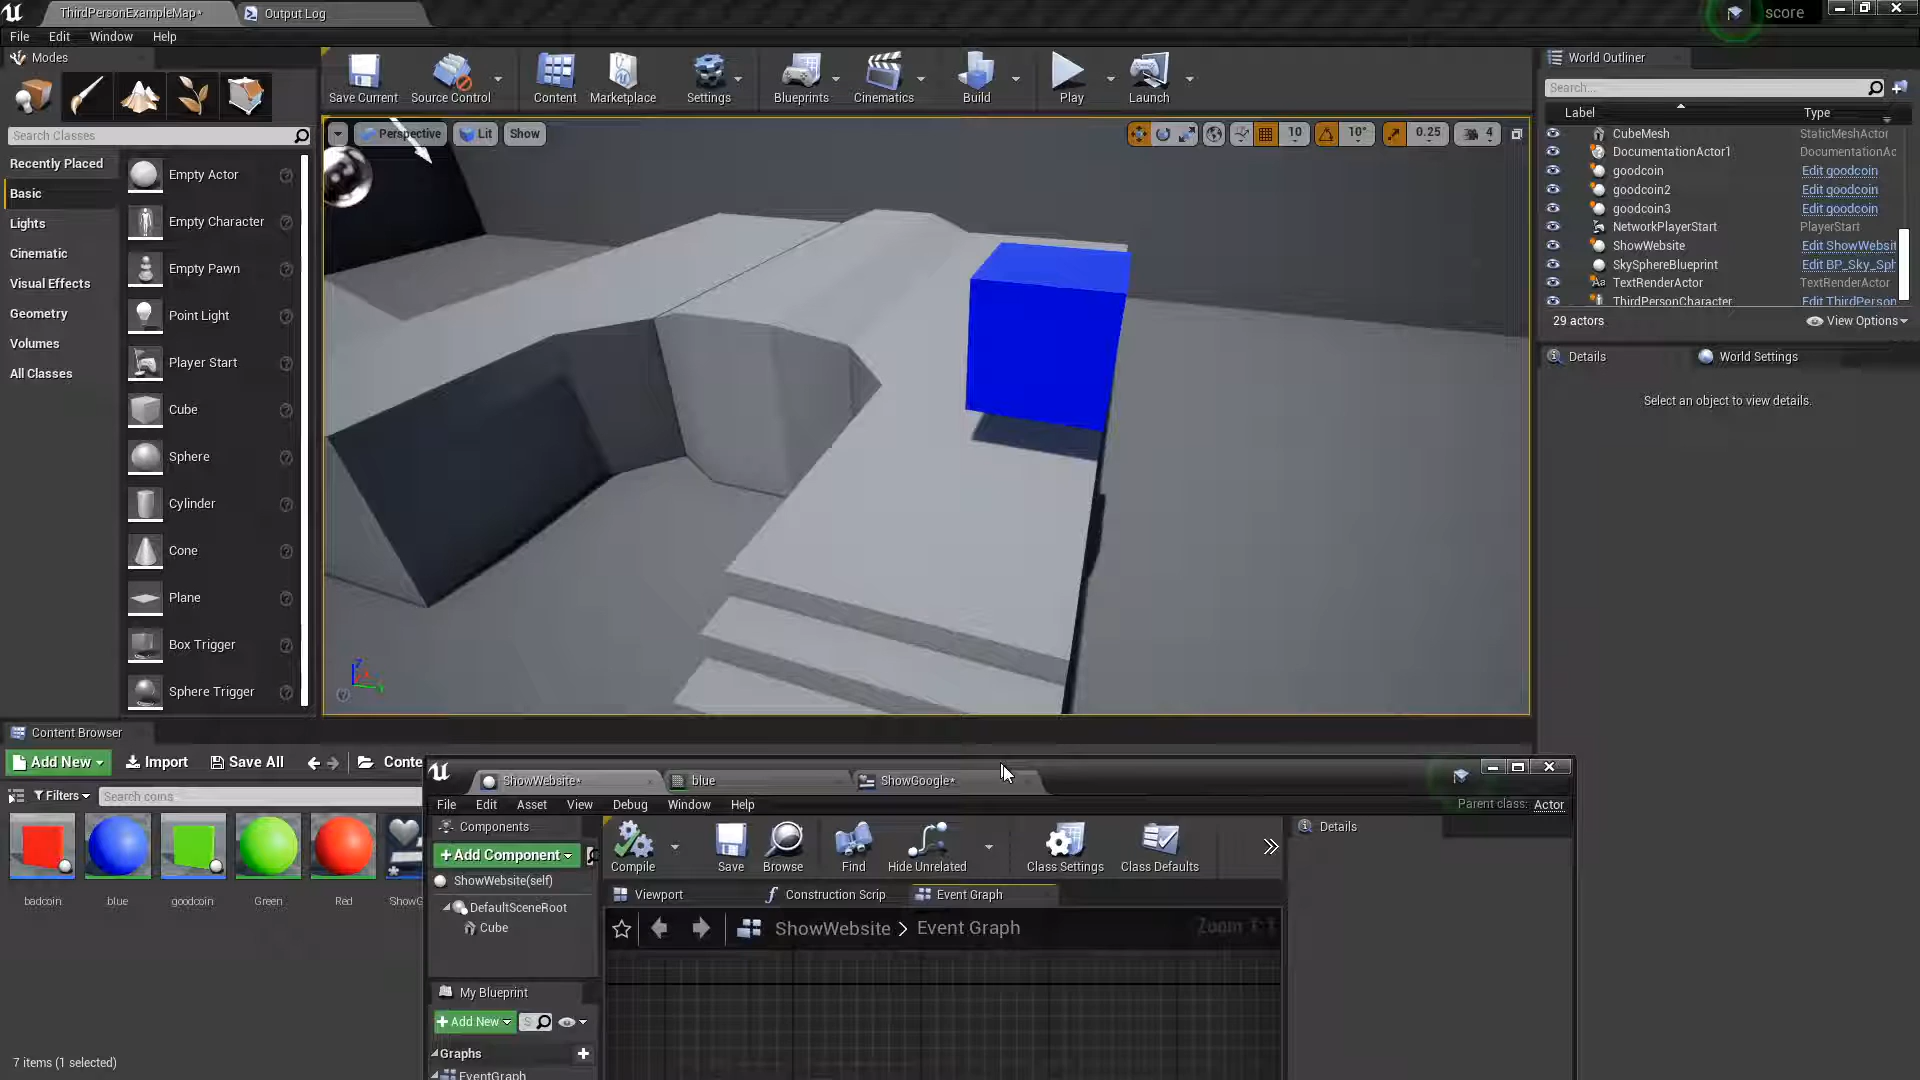 ThirdPersonExampleMap*
Output Log
score
File Edit Window Help
Modes
Search Classes
Recently Placed
Basic
Lights
Cinematic
Visual Effects
Geometry
Volumes
All Classes
Empty Actor
Empty Character
Empty Pawn
Point Light
Player Start
Cube
Sphere
Cylinder
Cone
Plane
Box Trigger
Sphere Trigger
Save Current Source Control Content Marketplace Settings Blueprints Cinematics Build Play Launch
Perspective Lit Show
10 10° 0.25 4
World Outliner
Search...
Label Type
CubeMesh StaticMeshActor
DocumentationActor1 DocumentationAc
goodcoin Edit goodcoin
goodcoin2 Edit goodcoin
goodcoin3 Edit goodcoin
NetworkPlayerStart PlayerStart
ShowWebsite Edit ShowWebsit
SkySphereBlueprint Edit BP_Sky_Sph
TextRenderActor TextRenderActor
ThirdPersonCharacter Edit ThirdPerson
29 actors View Options
Details World Settings
Select an object to view details.
Content Browser
Add New Import Save All Conte
Filters Search coins
badcoin blue goodcoin Green Red ShowG
7 items (1 selected)
ShowWebsite* blue ShowGoogle*
File Edit Asset View Debug Window Help
Parent class: Actor
Components
+Add Component
ShowWebsite(self)
DefaultSceneRoot
Cube
Compile Save Browse Find Hide Unrelated Class Settings Class Defaults
Details
Viewport Construction Scrip Event Graph
ShowWebsite > Event Graph
Zoom 1:1
My Blueprint
+Add New S
Graphs +
EventGraph